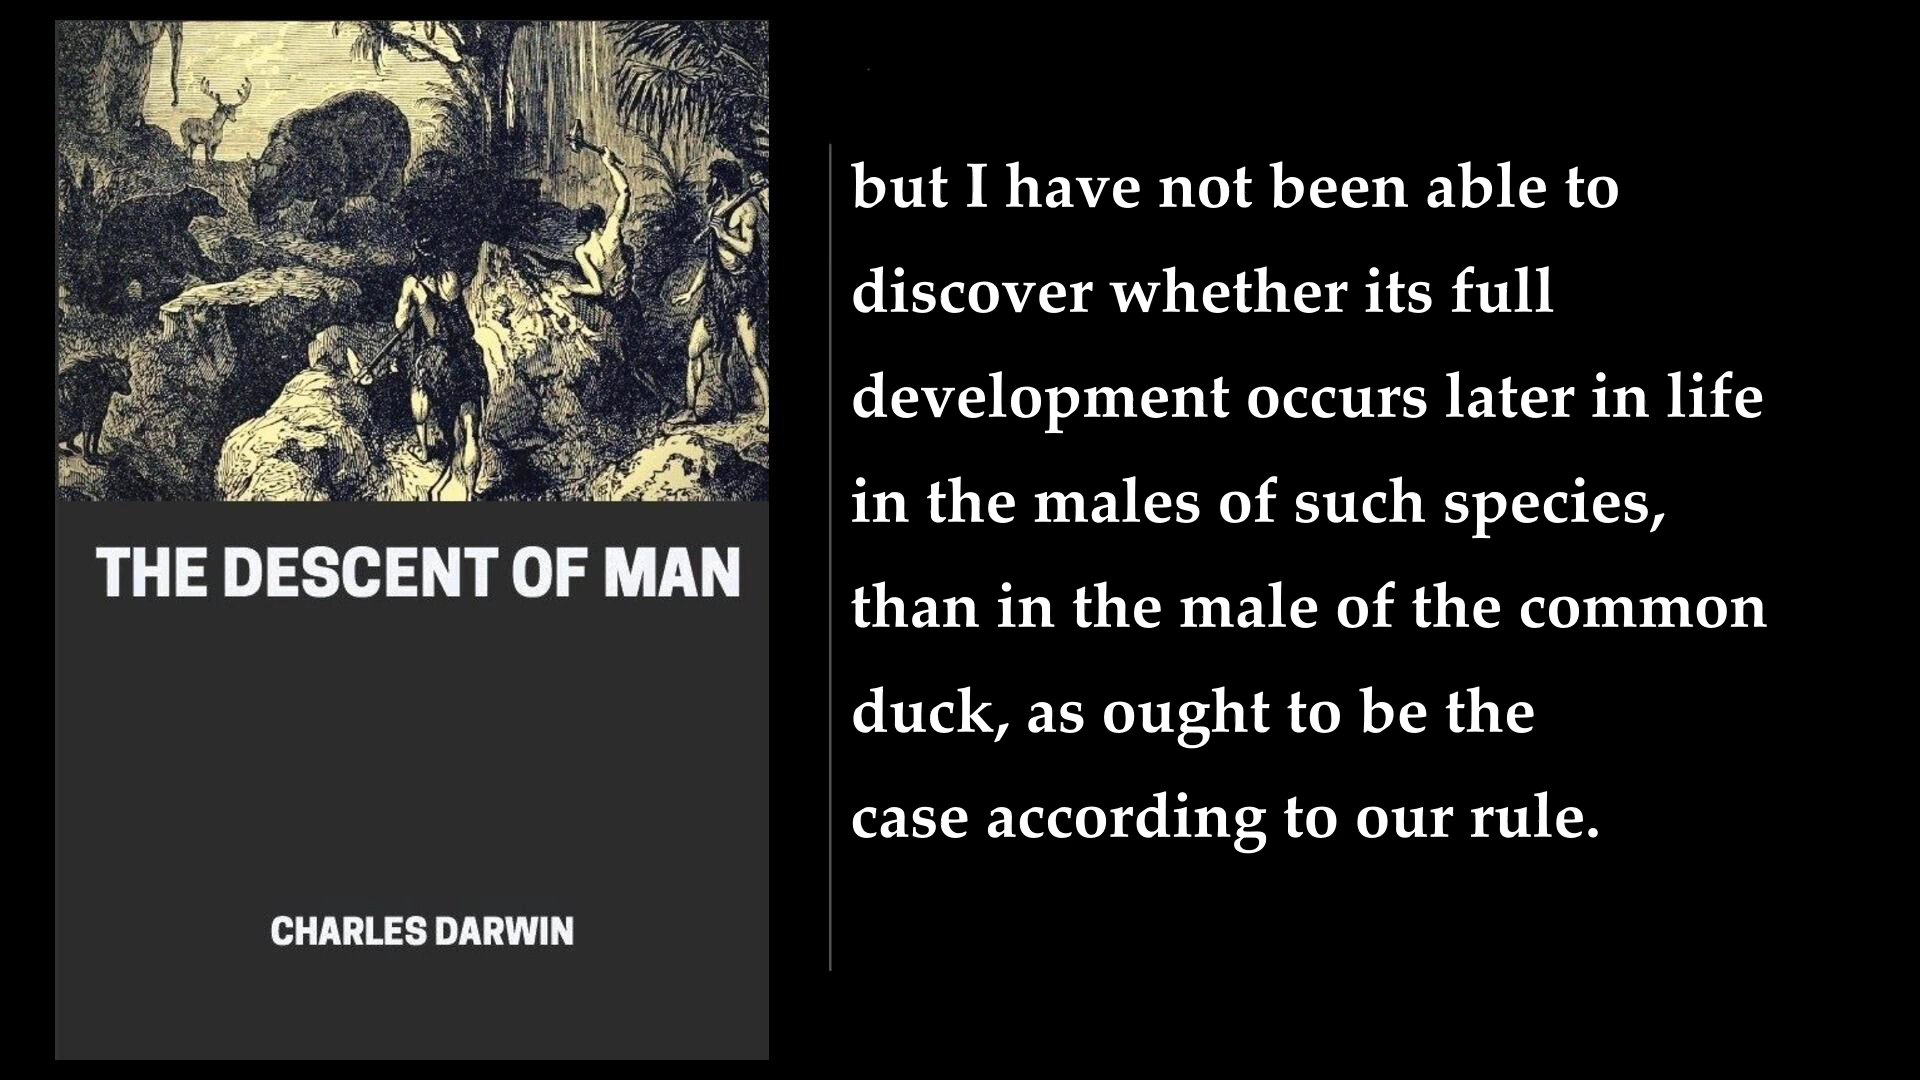 THE DESCENT OF MAN
CHARLES DARWIN
but I have not been able to
discover whether its full
development occurs later in life
in the males of such species,
than in the male of the common
duck, as ought to be the
case according to our rule.